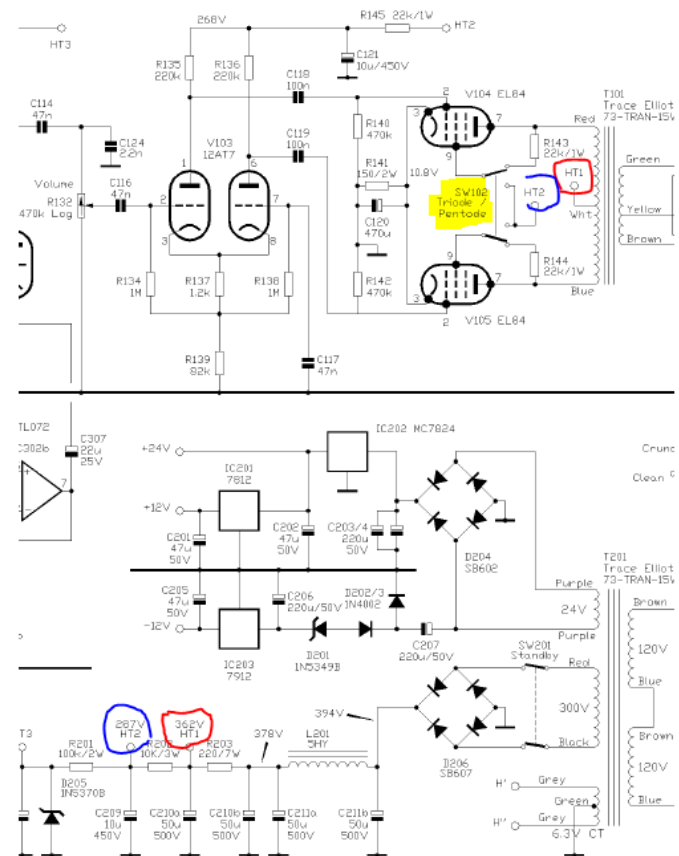 R145 22k/1W
HT2
268V
HT3
C121
10u/450V
R135
220k
R136
220k
C118
100n
V104 EL84
T101
Trace Elliot
73-TRAN-15W
C114
47n
2
3
7
9
Red
R140
470k
R143
22k/1W
C124
22n
V103
12AT7
C119
100n
Green
R141
150/2W
10.8V
HT1
1
6
Volume
R132
470k Log
C116
47n
SW102
Triode /
Pentode
HT2
2
7
C120
470u
Wht
Yellow
3
8
Brown
9
R134
1M
R137
1.2k
R138
1M
R142
470k
7
R144
22k/1W
3
Blue
2
V105 EL84
R139
82k
C117
47n
TL072
C302b
C307
22u
25V
7
IC202 MC7824
+24V
Crunc
IC201
7812
Clean
+12V
C201
47u
50V
C202
47u
50V
C203/4
220u
50V
D204
SB602
T201
Trace Elliot
73-TRAN-15W
C205
47u
50V
C206
220u/50V
D202/3
1N4002
Purple
Brown
24V
-12V
Purple
120V
IC203
7912
D201
1N5349B
C207
220u/50V
SW201
Standby
Red
Blue
394V
300V
287V
HT2
362V
HT1
378V
L201
5HY
T3
R201
100k/2W
R202
10K/3W
R203
220/7W
Black
Brown
D206
SB607
120V
D205
1N5370B
H'
Grey
Green
Blue
C209
10u
450V
C210a
50u
500V
C210b
50u
500V
C211a
50u
500V
C211b
50u
500V
H''
Grey
6.3V CT